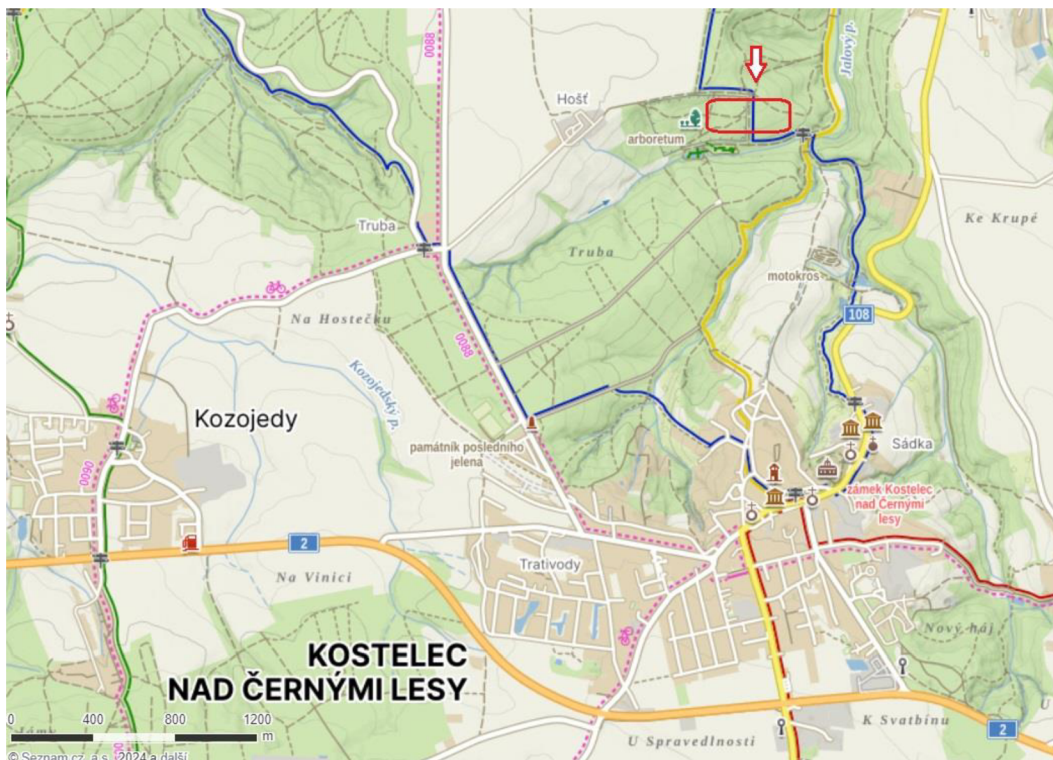 0088
Jalový p.
Hošť
arboretum
Ke Krupé
Truba
Truba
motokros
Na Hostečku
108
0088
Kozojedský p.
Kozojedy
památník posledního
jelena
Sádka
0090
zámek Kostelec
nad Černými
lesy
2
Trativody
Na Vinici
Nový háj
KOSTELEC
NAD ČERNÝMI LESY
0 400 800 1200
m
K Svatbínu
2
U Spravedlnosti
© Seznam.cz, a.s., 2024 a další